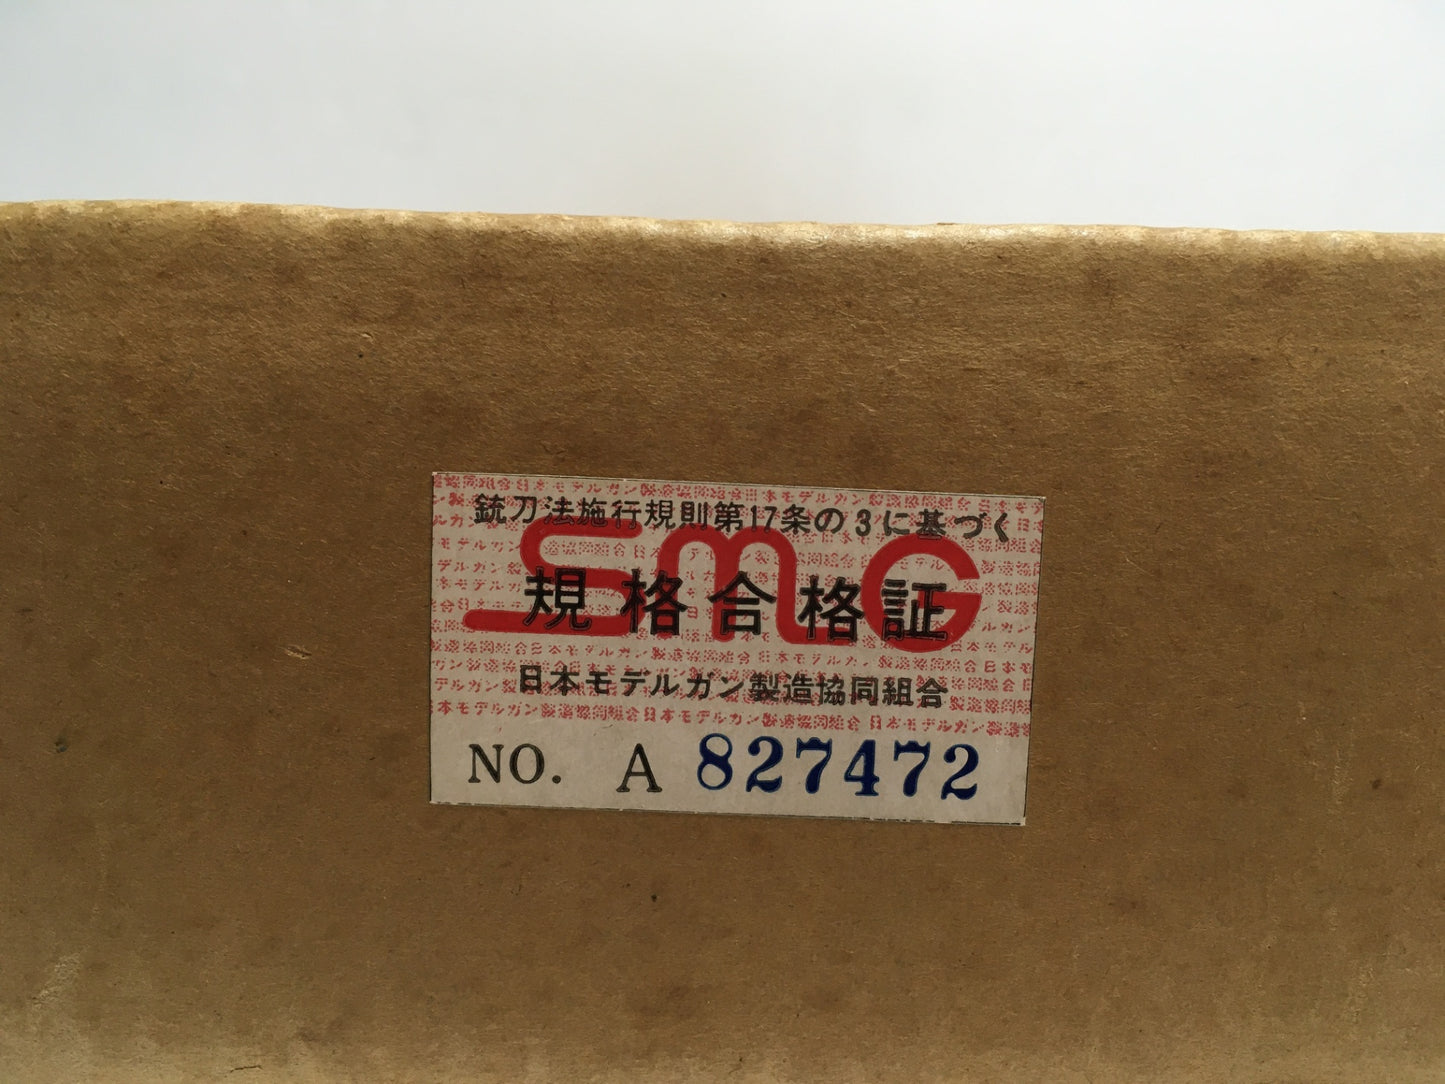 銃刀法施行規則第17条の3に基づく
SMG
規格合格証
日本モデルガン製造協同組合
NO. A 827472